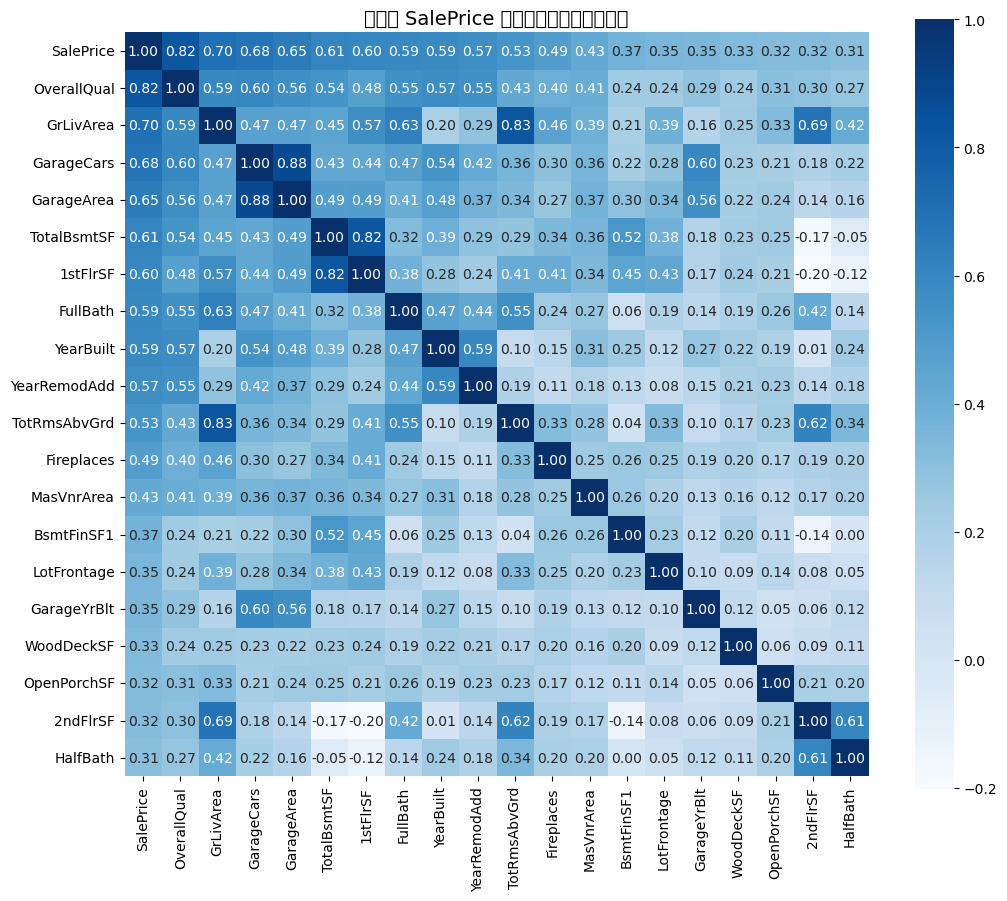 SalePrice
SalePrice 1.00 0.82 0.70 0.68 0.65 0.61 0.60 0.59 0.59 0.57 0.53 0.49 0.43 0.37 0.35 0.35 0.33 0.32 0.32 0.31
OverallQual 0.82 1.00 0.59 0.60 0.56 0.54 0.48 0.55 0.57 0.55 0.43 0.40 0.41 0.24 0.24 0.29 0.24 0.31 0.30 0.27
GrLivArea 0.70 0.59 1.00 0.47 0.47 0.45 0.57 0.63 0.20 0.29 0.83 0.46 0.39 0.21 0.39 0.16 0.25 0.33 0.69 0.42
GarageCars 0.68 0.60 0.47 1.00 0.88 0.43 0.44 0.47 0.54 0.42 0.36 0.30 0.36 0.22 0.28 0.60 0.23 0.21 0.18 0.22
GarageArea 0.65 0.56 0.47 0.88 1.00 0.49 0.49 0.41 0.48 0.37 0.34 0.27 0.37 0.30 0.34 0.56 0.22 0.24 0.14 0.16
TotalBsmtSF 0.61 0.54 0.45 0.43 0.49 1.00 0.82 0.32 0.39 0.29 0.29 0.34 0.36 0.52 0.38 0.18 0.23 0.25 -0.17 -0.05
1stFlrSF 0.60 0.48 0.57 0.44 0.49 0.82 1.00 0.38 0.28 0.24 0.41 0.41 0.34 0.45 0.43 0.17 0.24 0.21 -0.20 -0.12
FullBath 0.59 0.55 0.63 0.47 0.41 0.32 0.38 1.00 0.47 0.44 0.55 0.24 0.27 0.06 0.19 0.14 0.19 0.26 0.42 0.14
YearBuilt 0.59 0.57 0.20 0.54 0.48 0.39 0.28 0.47 1.00 0.59 0.10 0.15 0.31 0.25 0.12 0.27 0.22 0.19 0.01 0.24
YearRemodAdd 0.57 0.55 0.29 0.42 0.37 0.29 0.24 0.44 0.59 1.00 0.19 0.11 0.18 0.13 0.08 0.15 0.21 0.23 0.14 0.18
TotRmsAbvGrd 0.53 0.43 0.83 0.36 0.34 0.29 0.41 0.55 0.10 0.19 1.00 0.33 0.28 0.04 0.33 0.10 0.17 0.23 0.62 0.34
Fireplaces 0.49 0.40 0.46 0.30 0.27 0.34 0.41 0.24 0.15 0.11 0.33 1.00 0.25 0.26 0.25 0.19 0.20 0.17 0.19 0.20
MasVnrArea 0.43 0.41 0.39 0.36 0.37 0.36 0.34 0.27 0.31 0.18 0.28 0.25 1.00 0.26 0.20 0.13 0.16 0.12 0.17 0.20
BsmtFinSF1 0.37 0.24 0.21 0.22 0.30 0.52 0.45 0.06 0.25 0.13 0.04 0.26 0.26 1.00 0.23 0.12 0.20 0.11 -0.14 0.00
LotFrontage 0.35 0.24 0.39 0.28 0.34 0.38 0.43 0.19 0.12 0.08 0.33 0.25 0.20 0.23 1.00 0.10 0.09 0.14 0.08 0.05
GarageYrBlt 0.35 0.29 0.16 0.60 0.56 0.18 0.17 0.14 0.27 0.15 0.10 0.19 0.13 0.12 0.10 1.00 0.12 0.05 0.06 0.12
WoodDeckSF 0.33 0.24 0.25 0.23 0.22 0.23 0.24 0.19 0.22 0.21 0.17 0.20 0.16 0.20 0.09 0.12 1.00 0.06 0.09 0.11
OpenPorchSF 0.32 0.31 0.33 0.21 0.24 0.25 0.21 0.26 0.19 0.23 0.23 0.17 0.12 0.11 0.14 0.05 0.06 1.00 0.21 0.20
2ndFlrSF 0.32 0.30 0.69 0.18 0.14 -0.17 -0.20 0.42 0.01 0.14 0.62 0.19 0.17 -0.14 0.08 0.06 0.09 0.21 1.00 0.61
HalfBath 0.31 0.27 0.42 0.22 0.16 -0.05 -0.12 0.14 0.24 0.18 0.34 0.20 0.20 0.00 0.05 0.12 0.11 0.20 0.61 1.00
SalePrice
OverallQual
GrLivArea
GarageCars
GarageArea
TotalBsmtSF
1stFlrSF
FullBath
YearBuilt
YearRemodAdd
TotRmsAbvGrd
Fireplaces
MasVnrArea
BsmtFinSF1
LotFrontage
GarageYrBlt
WoodDeckSF
OpenPorchSF
2ndFlrSF
HalfBath
1.0
0.8
0.6
0.4
0.2
0.0
−0.2